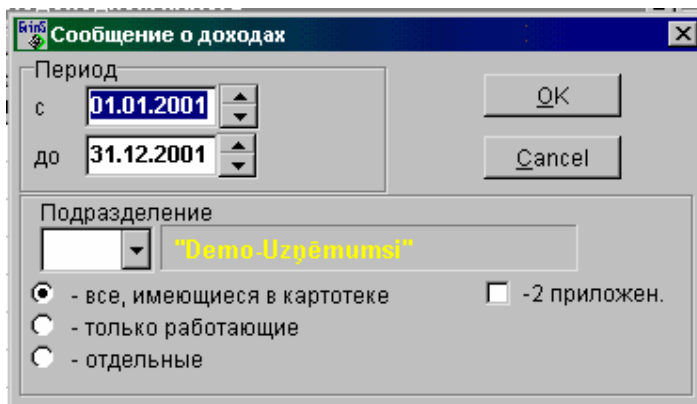 Сообщение о доходах
Период
с 01.01.2001
OK
до 31.12.2001
Cancel
Подразделение
"Demo-Uzņēmumsi"
- все, имеющиеся в картотеке
-2 приложен.
- только работающие
- отдельные